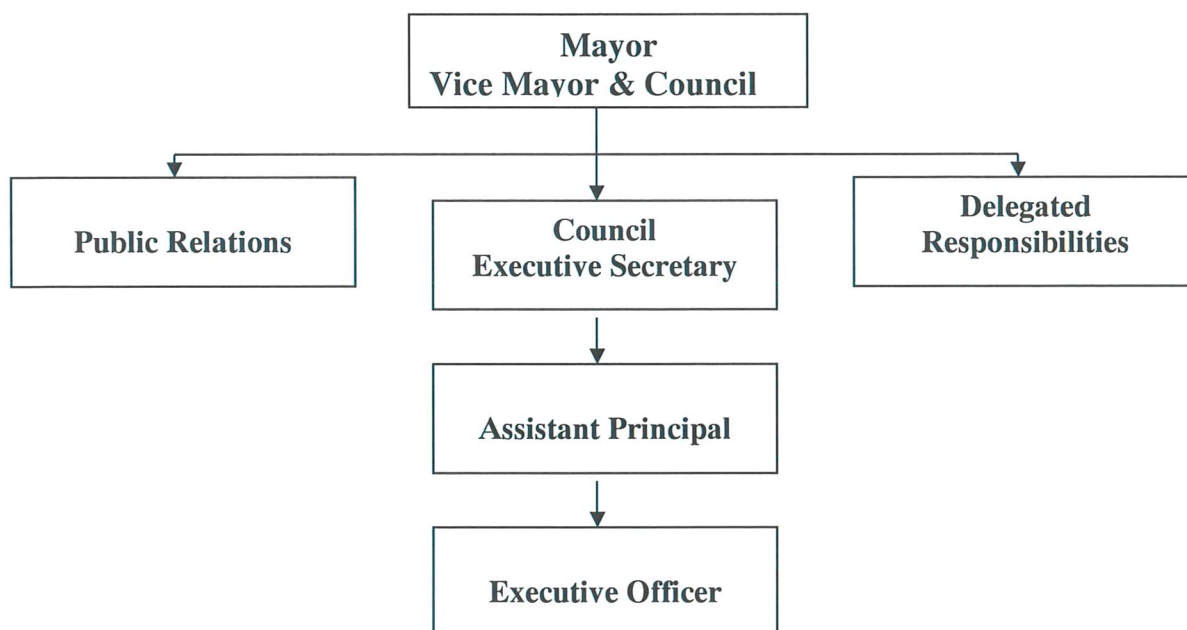 Mayor
Vice Mayor & Council
Public Relations
Council
Executive Secretary
Delegated
Responsibilities
Assistant Principal
Executive Officer